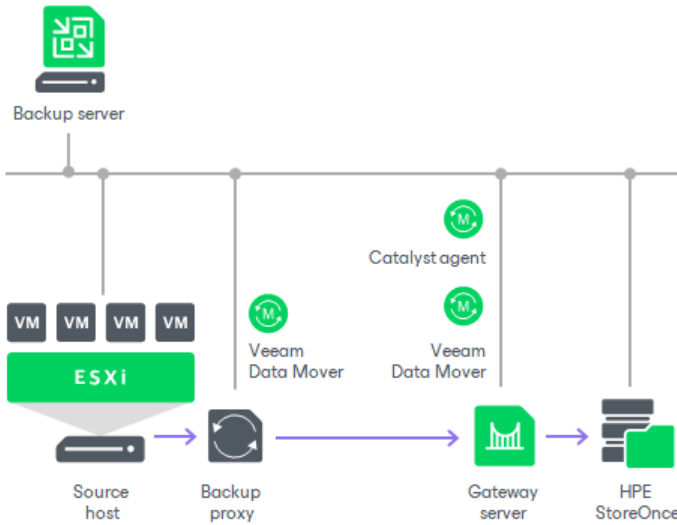 Backup server
M
Catalyst agent
M
M
Veeam
Data Mover
Veeam
Data Mover
VM VM VM VM
ESXi
Source
host
Backup
proxy
Gateway
server
HPE
StoreOnce